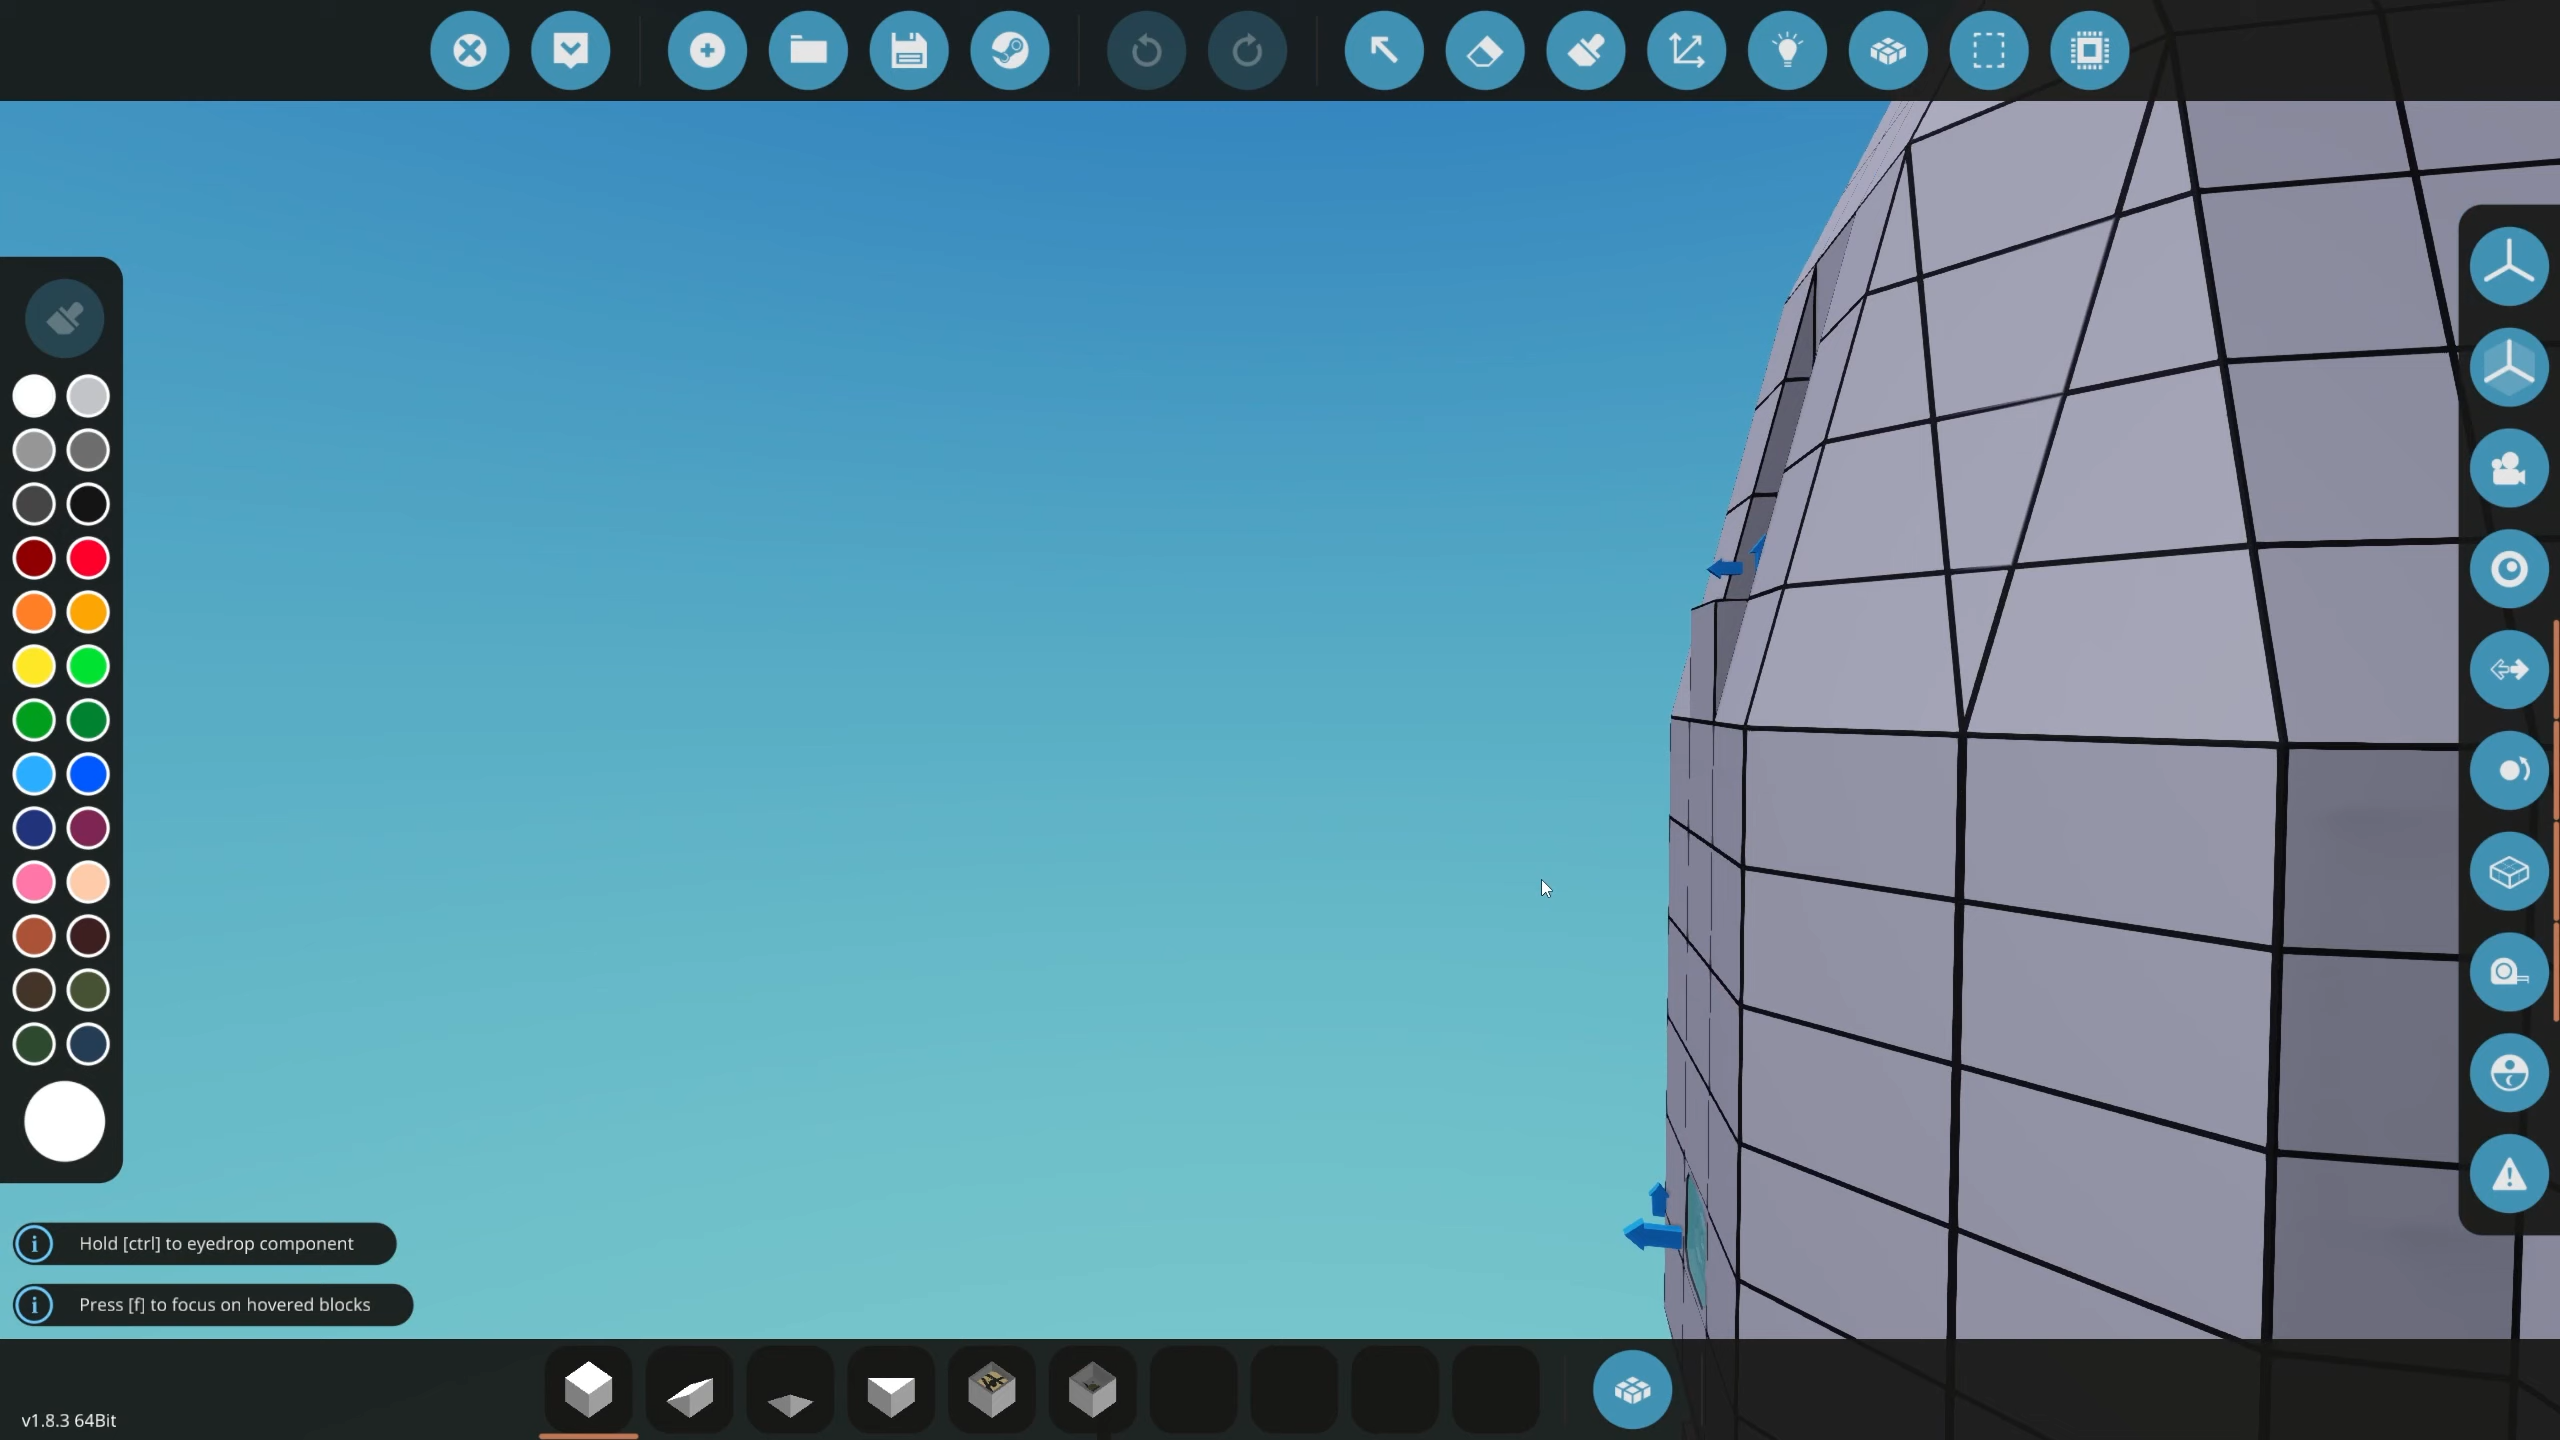 Hold [ctrl] to eyedrop component
Press [f] to focus on hovered blocks
v1.8.3 64Bit